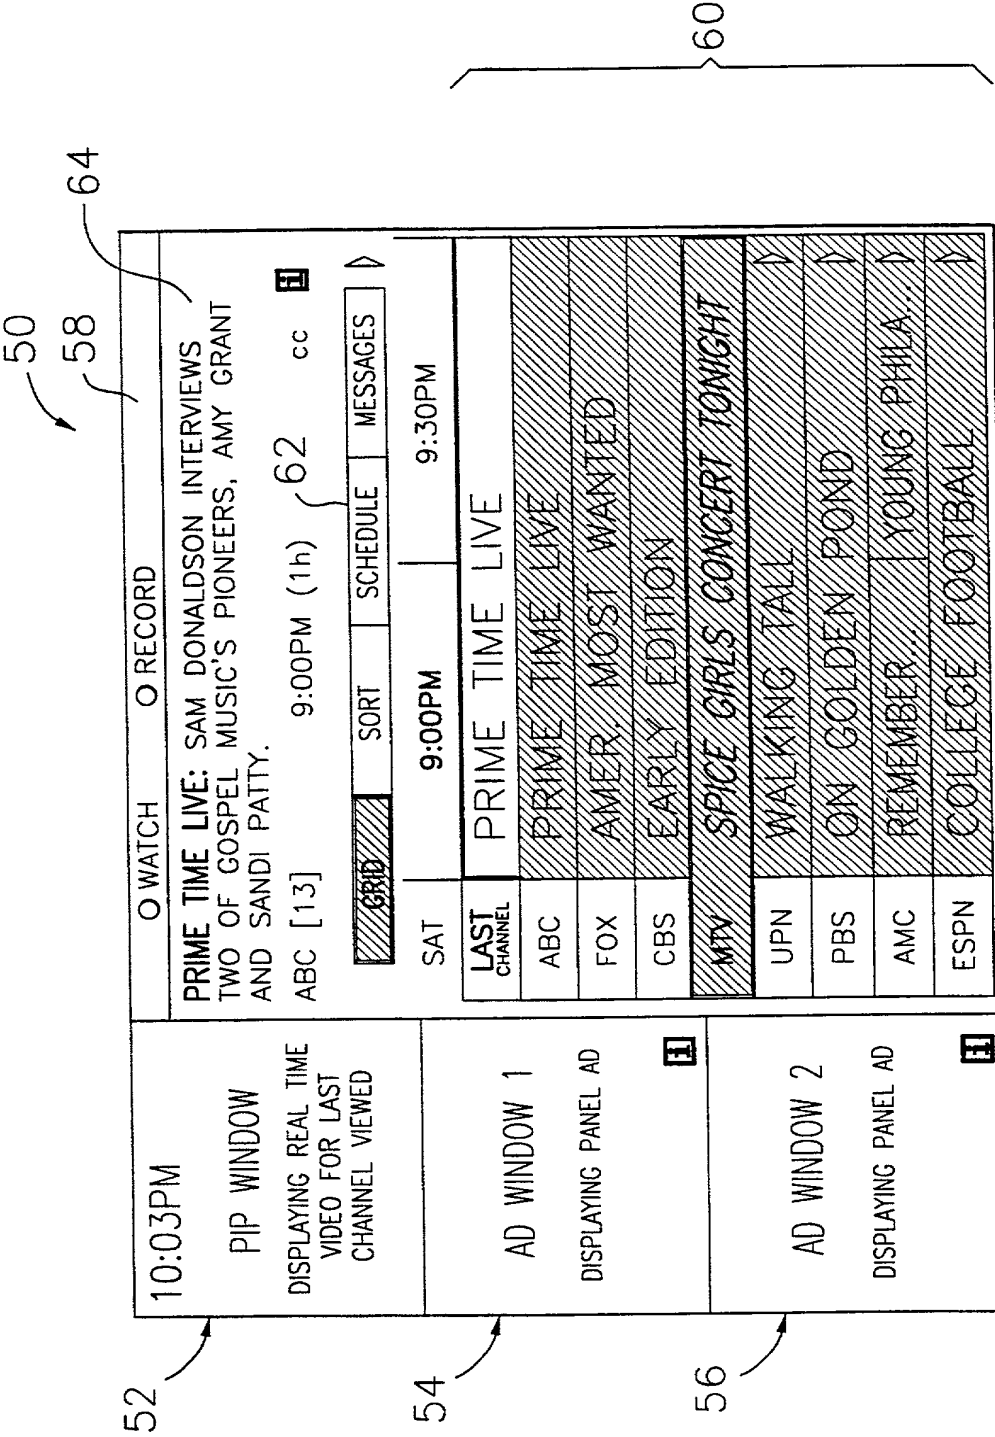 50
58
64
52
10:03PM
PIP WINDOW
DISPLAYING REAL TIME
VIDEO FOR LAST
CHANNEL VIEWED
54
AD WINDOW 1
DISPLAYING PANEL AD
i
56
AD WINDOW 2
DISPLAYING PANEL AD
i
O WATCH O RECORD
PRIME TIME LIVE: SAM DONALDSON INTERVIEWS
TWO OF GOSPEL MUSIC'S PIONEERS, AMY GRANT
AND SANDI PATTY.
ABC [13] 9:00PM (1h) cc i
62
GRID SORT SCHEDULE MESSAGES
SAT 9:00PM 9:30PM
LAST CHANNEL PRIME TIME LIVE
ABC PRIME TIME LIVE
FOX AMER. MOST WANTED
CBS EARLY EDITION
MTV SPICE GIRLS CONCERT TONIGHT
UPN WALKING TALL
PBS ON GOLDEN POND
AMC REMEMBER... YOUNG PHILA...
ESPN COLLEGE FOOTBALL
60